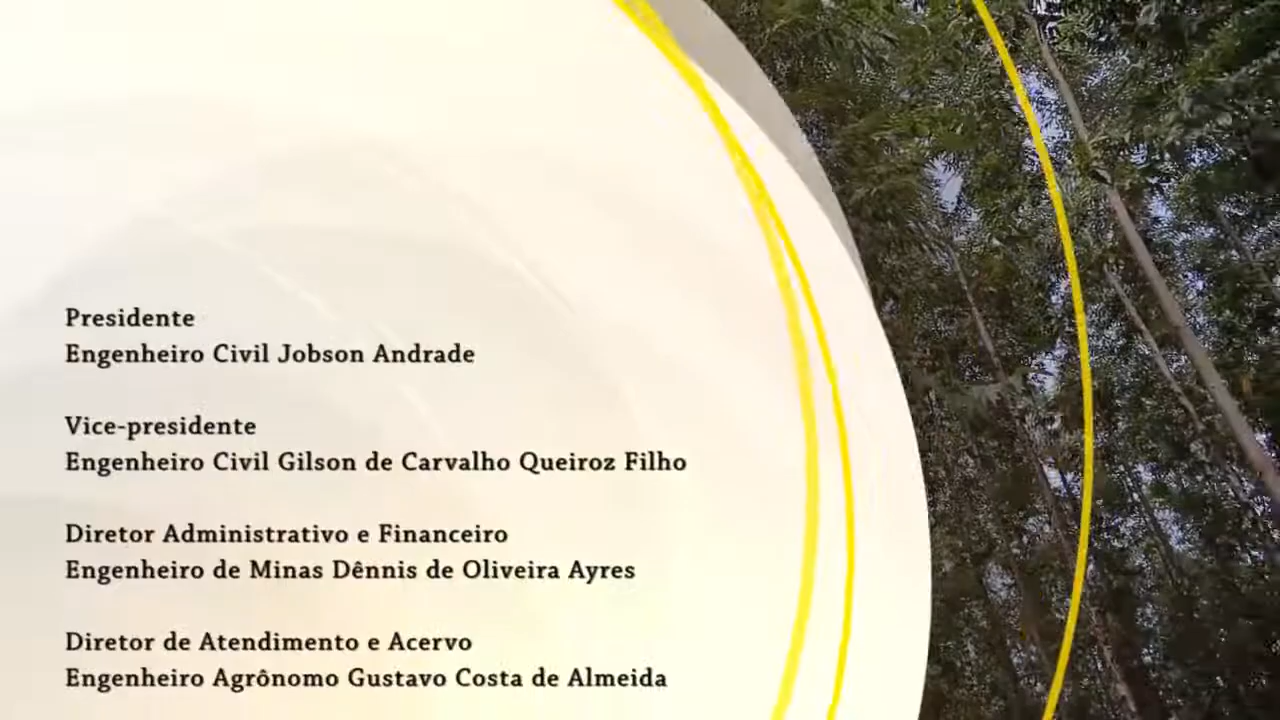 Presidente
Engenheiro Civil Jobson Andrade
Vice-presidente
Engenheiro Civil Gilson de Carvalho Queiroz Filho
Diretor Administrativo e Financeiro
Engenheiro de Minas Dênnis de Oliveira Ayres
Diretor de Atendimento e Acervo
Engenheiro Agrônomo Gustavo Costa de Almeida